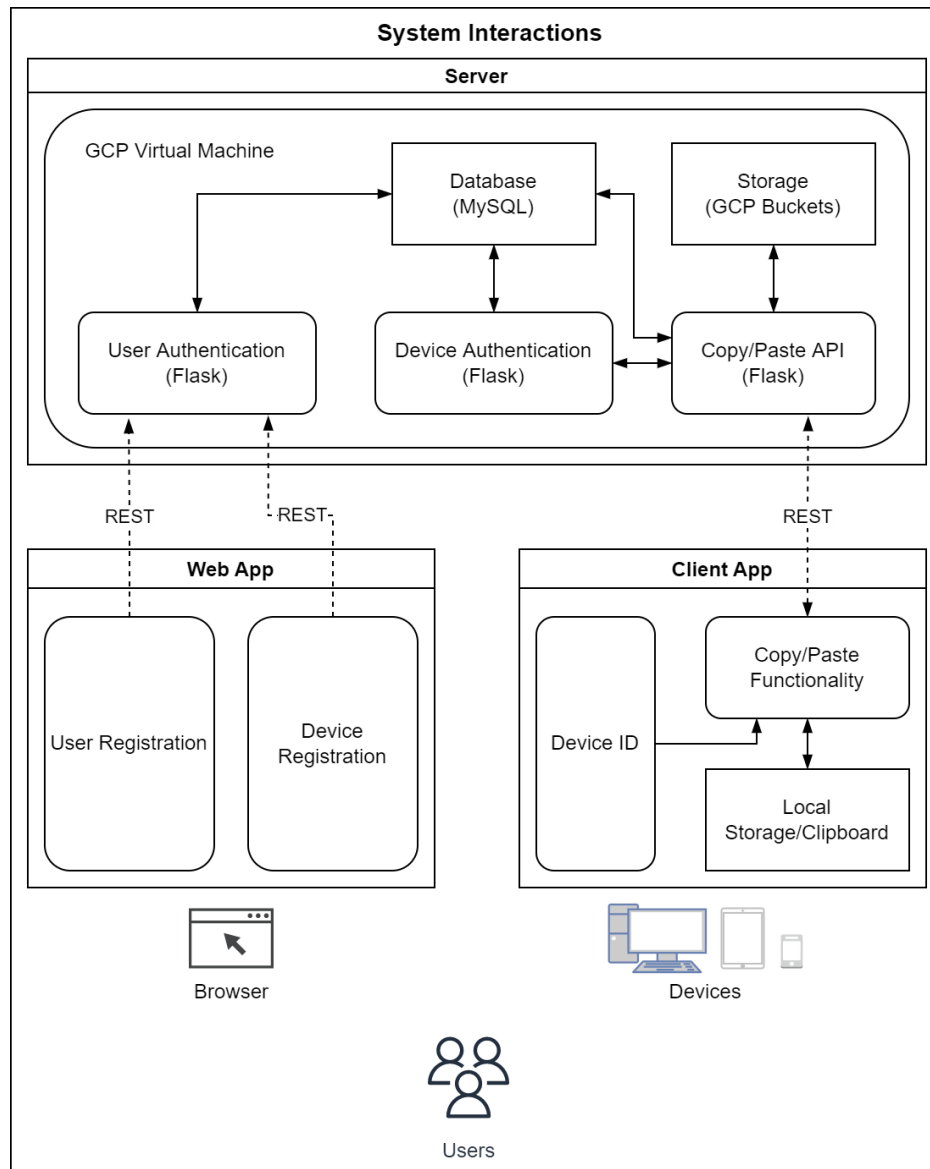 System Interactions
Server
GCP Virtual Machine
Database
(MySQL)
Storage
(GCP Buckets)
User Authentication
(Flask)
Device Authentication
(Flask)
Copy/Paste API
(Flask)
REST
REST
REST
Web App
Client App
User Registration
Device
Registration
Device ID
Copy/Paste
Functionality
Local
Storage/Clipboard
Browser
Devices
Users